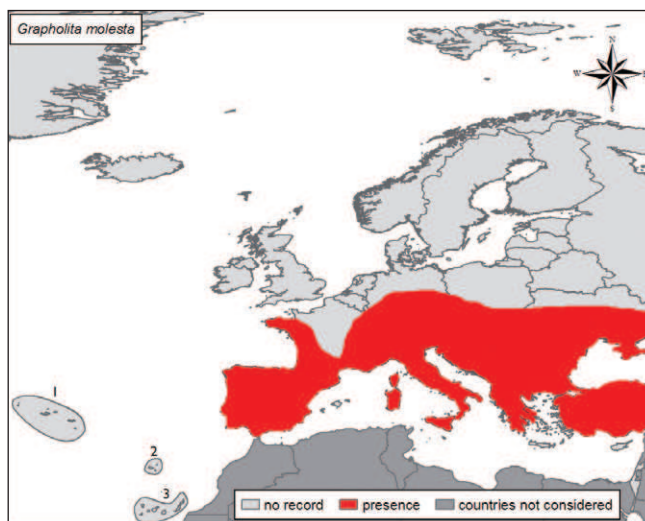 Grapholita molesta
N
W
E
S
1
2
3
no record presence countries not considered